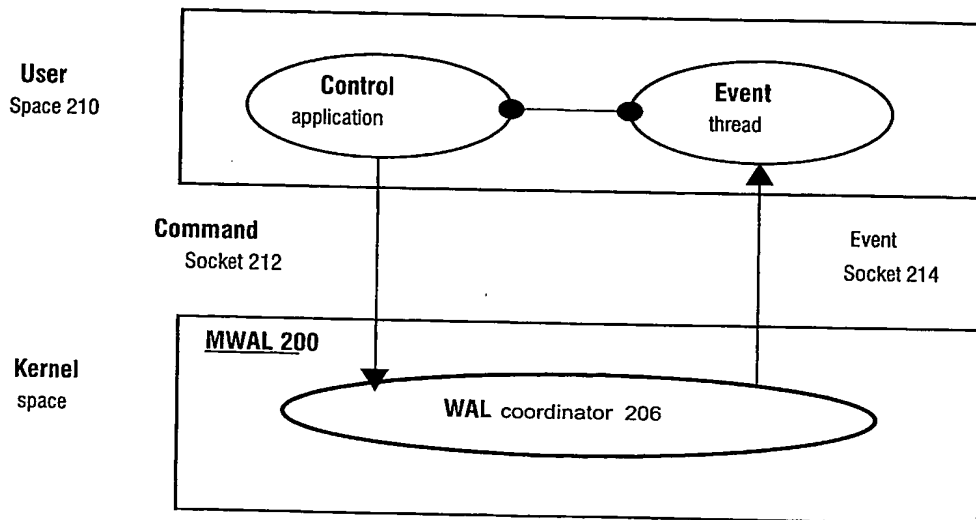 User
Space 210
Control
application
Event
thread
Command
Socket 212
Event
Socket 214
Kernel
space
MWAL 200
WAL coordinator 206